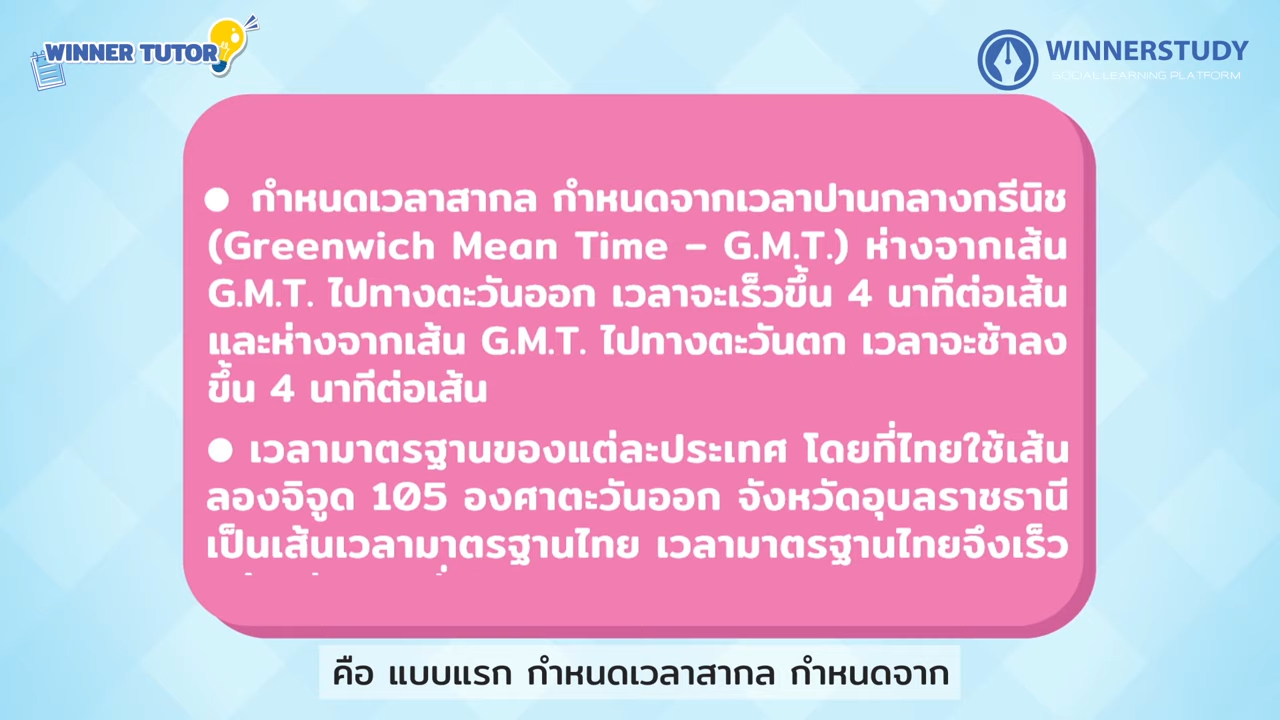 WINNER TUTOR
WINNERSTUDY
SOCIAL LEARNING PLATFORM
● กำหนดเวลาสากล กำหนดจากเวลาปานกลางกรีนิช
(Greenwich Mean Time – G.M.T.) ห่างจากเส้น
G.M.T. ไปทางตะวันออก เวลาจะเร็วขึ้น 4 นาทีต่อเส้น
และห่างจากเส้น G.M.T. ไปทางตะวันตก เวลาจะช้าลง
ขึ้น 4 นาทีต่อเส้น
● เวลามาตรฐานของแต่ละประเทศ โดยที่ไทยใช้เส้น
ลองจิจูด 105 องศาตะวันออก จังหวัดอุบลราชธานี
เป็นเส้นเวลามาตรฐานไทย เวลามาตรฐานไทยจึงเร็ว
คือ แบบแรก กำหนดเวลาสากล กำหนดจาก